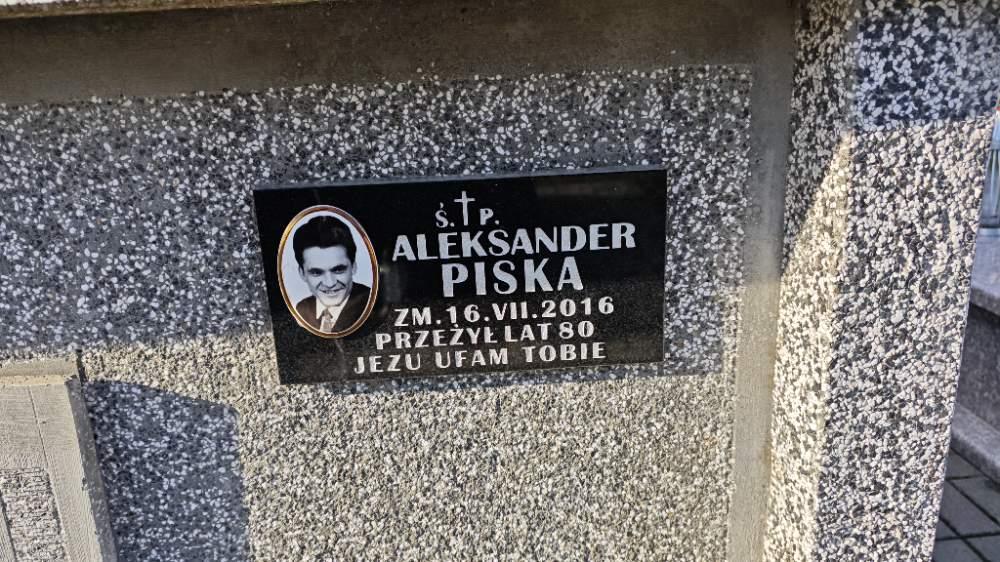 Ś.†P.
ALEKSANDER
PISKA
ZM.16.VII.2016
PRZEŻYŁ LAT 80
JEZU UFAM TOBIE